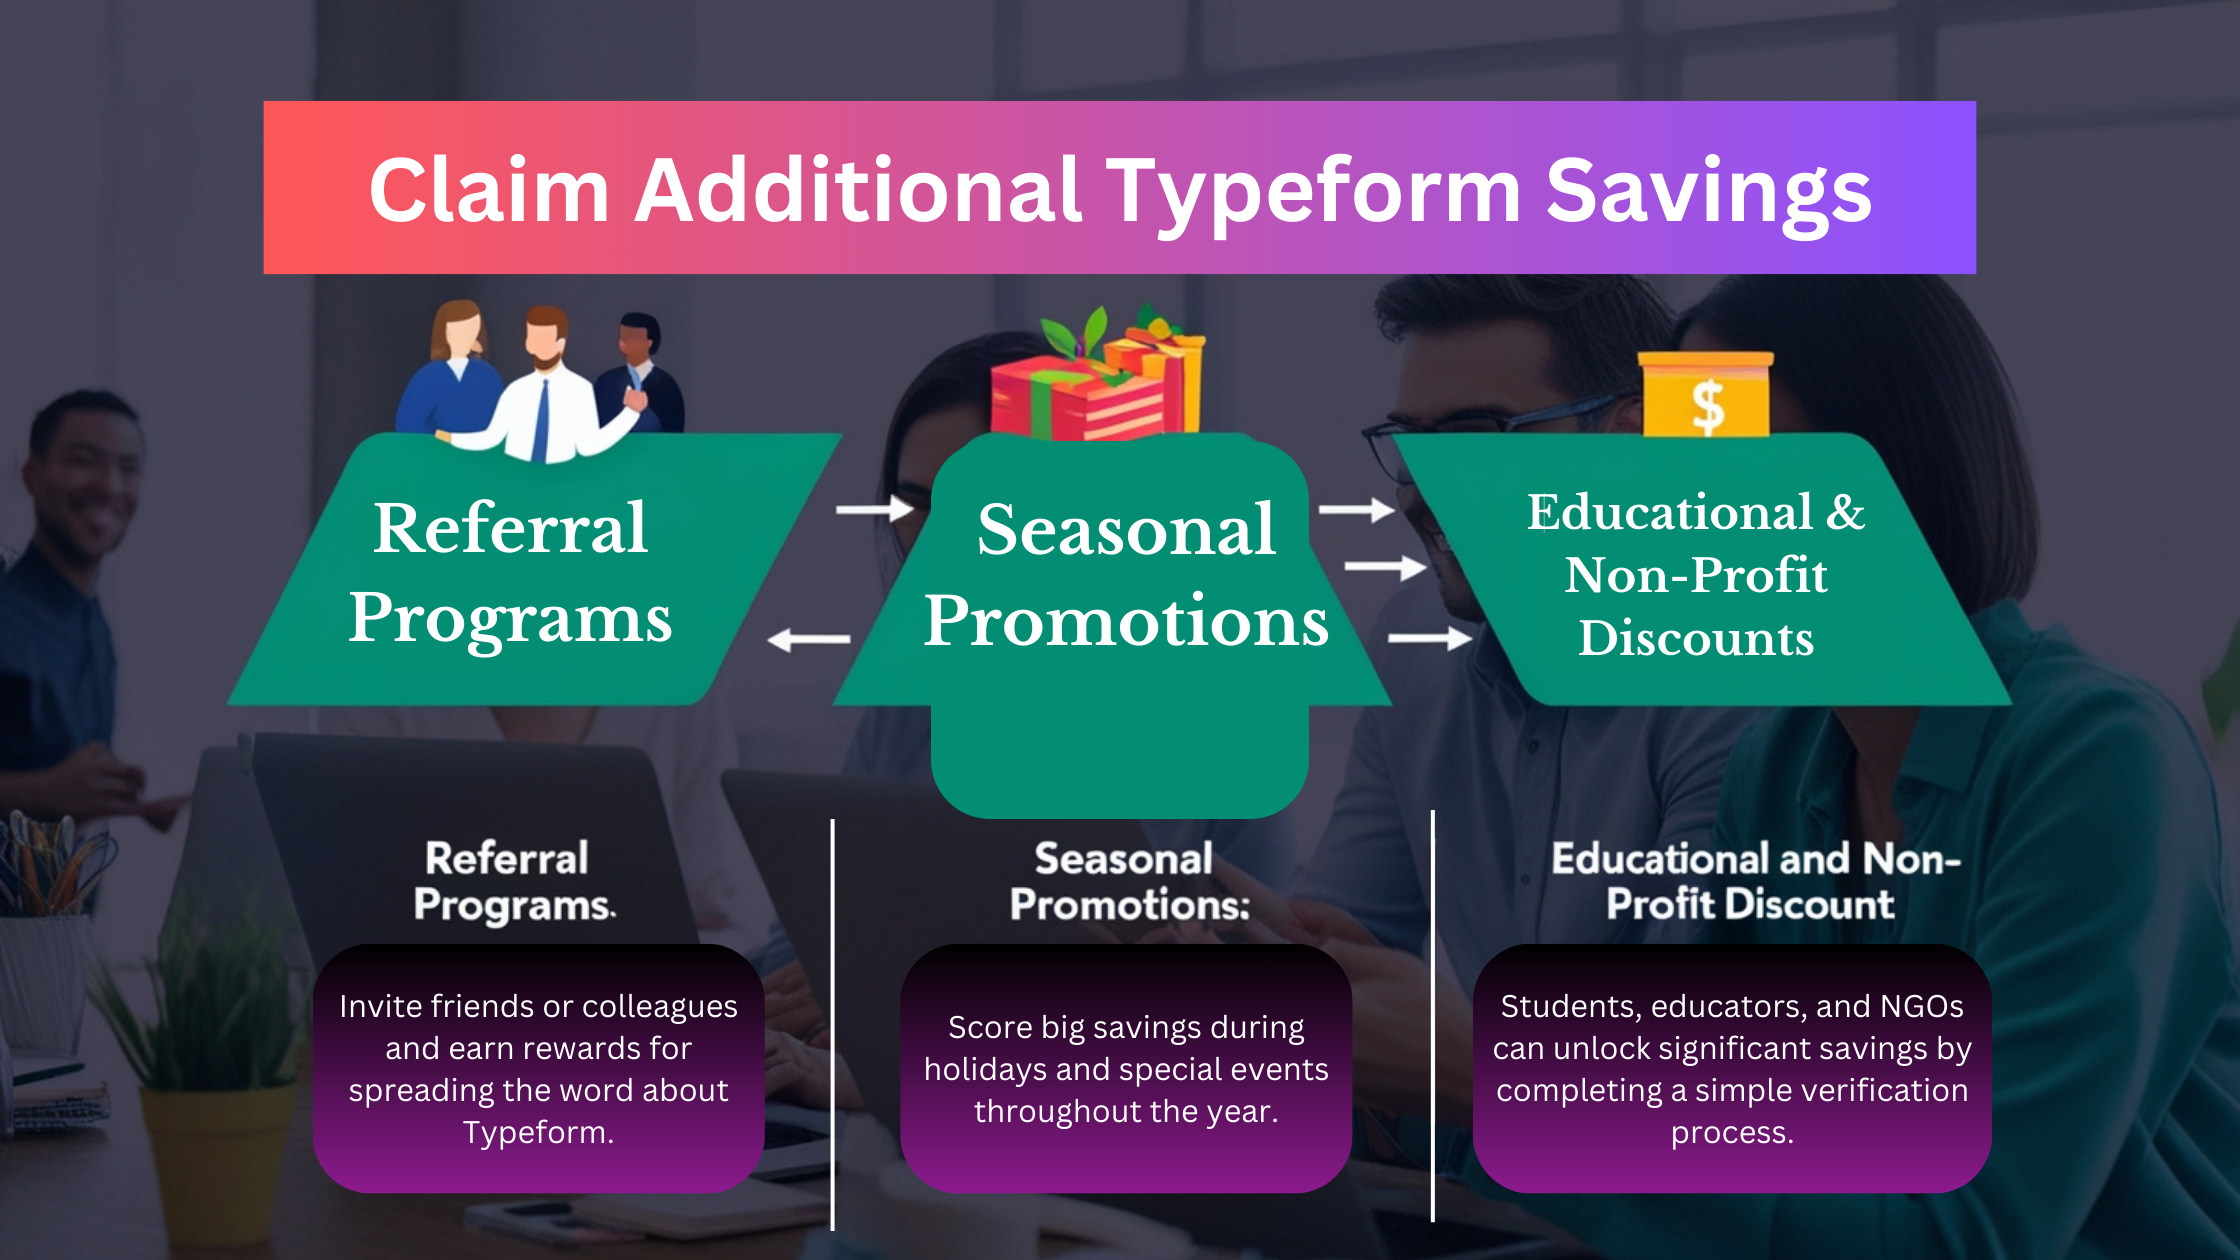 Claim Additional Typeform Savings
$
Referral
Programs
Seasonal
Promotions
Educational &
Non-Profit
Discounts
Referral
Programs.
Invite friends or colleagues
and earn rewards for
spreading the word about
Typeform.
Seasonal
Promotions:
Score big savings during
holidays and special events
throughout the year.
Educational and Non-
Profit Discount
Students, educators, and NGOs
can unlock significant savings by
completing a simple verification
process.